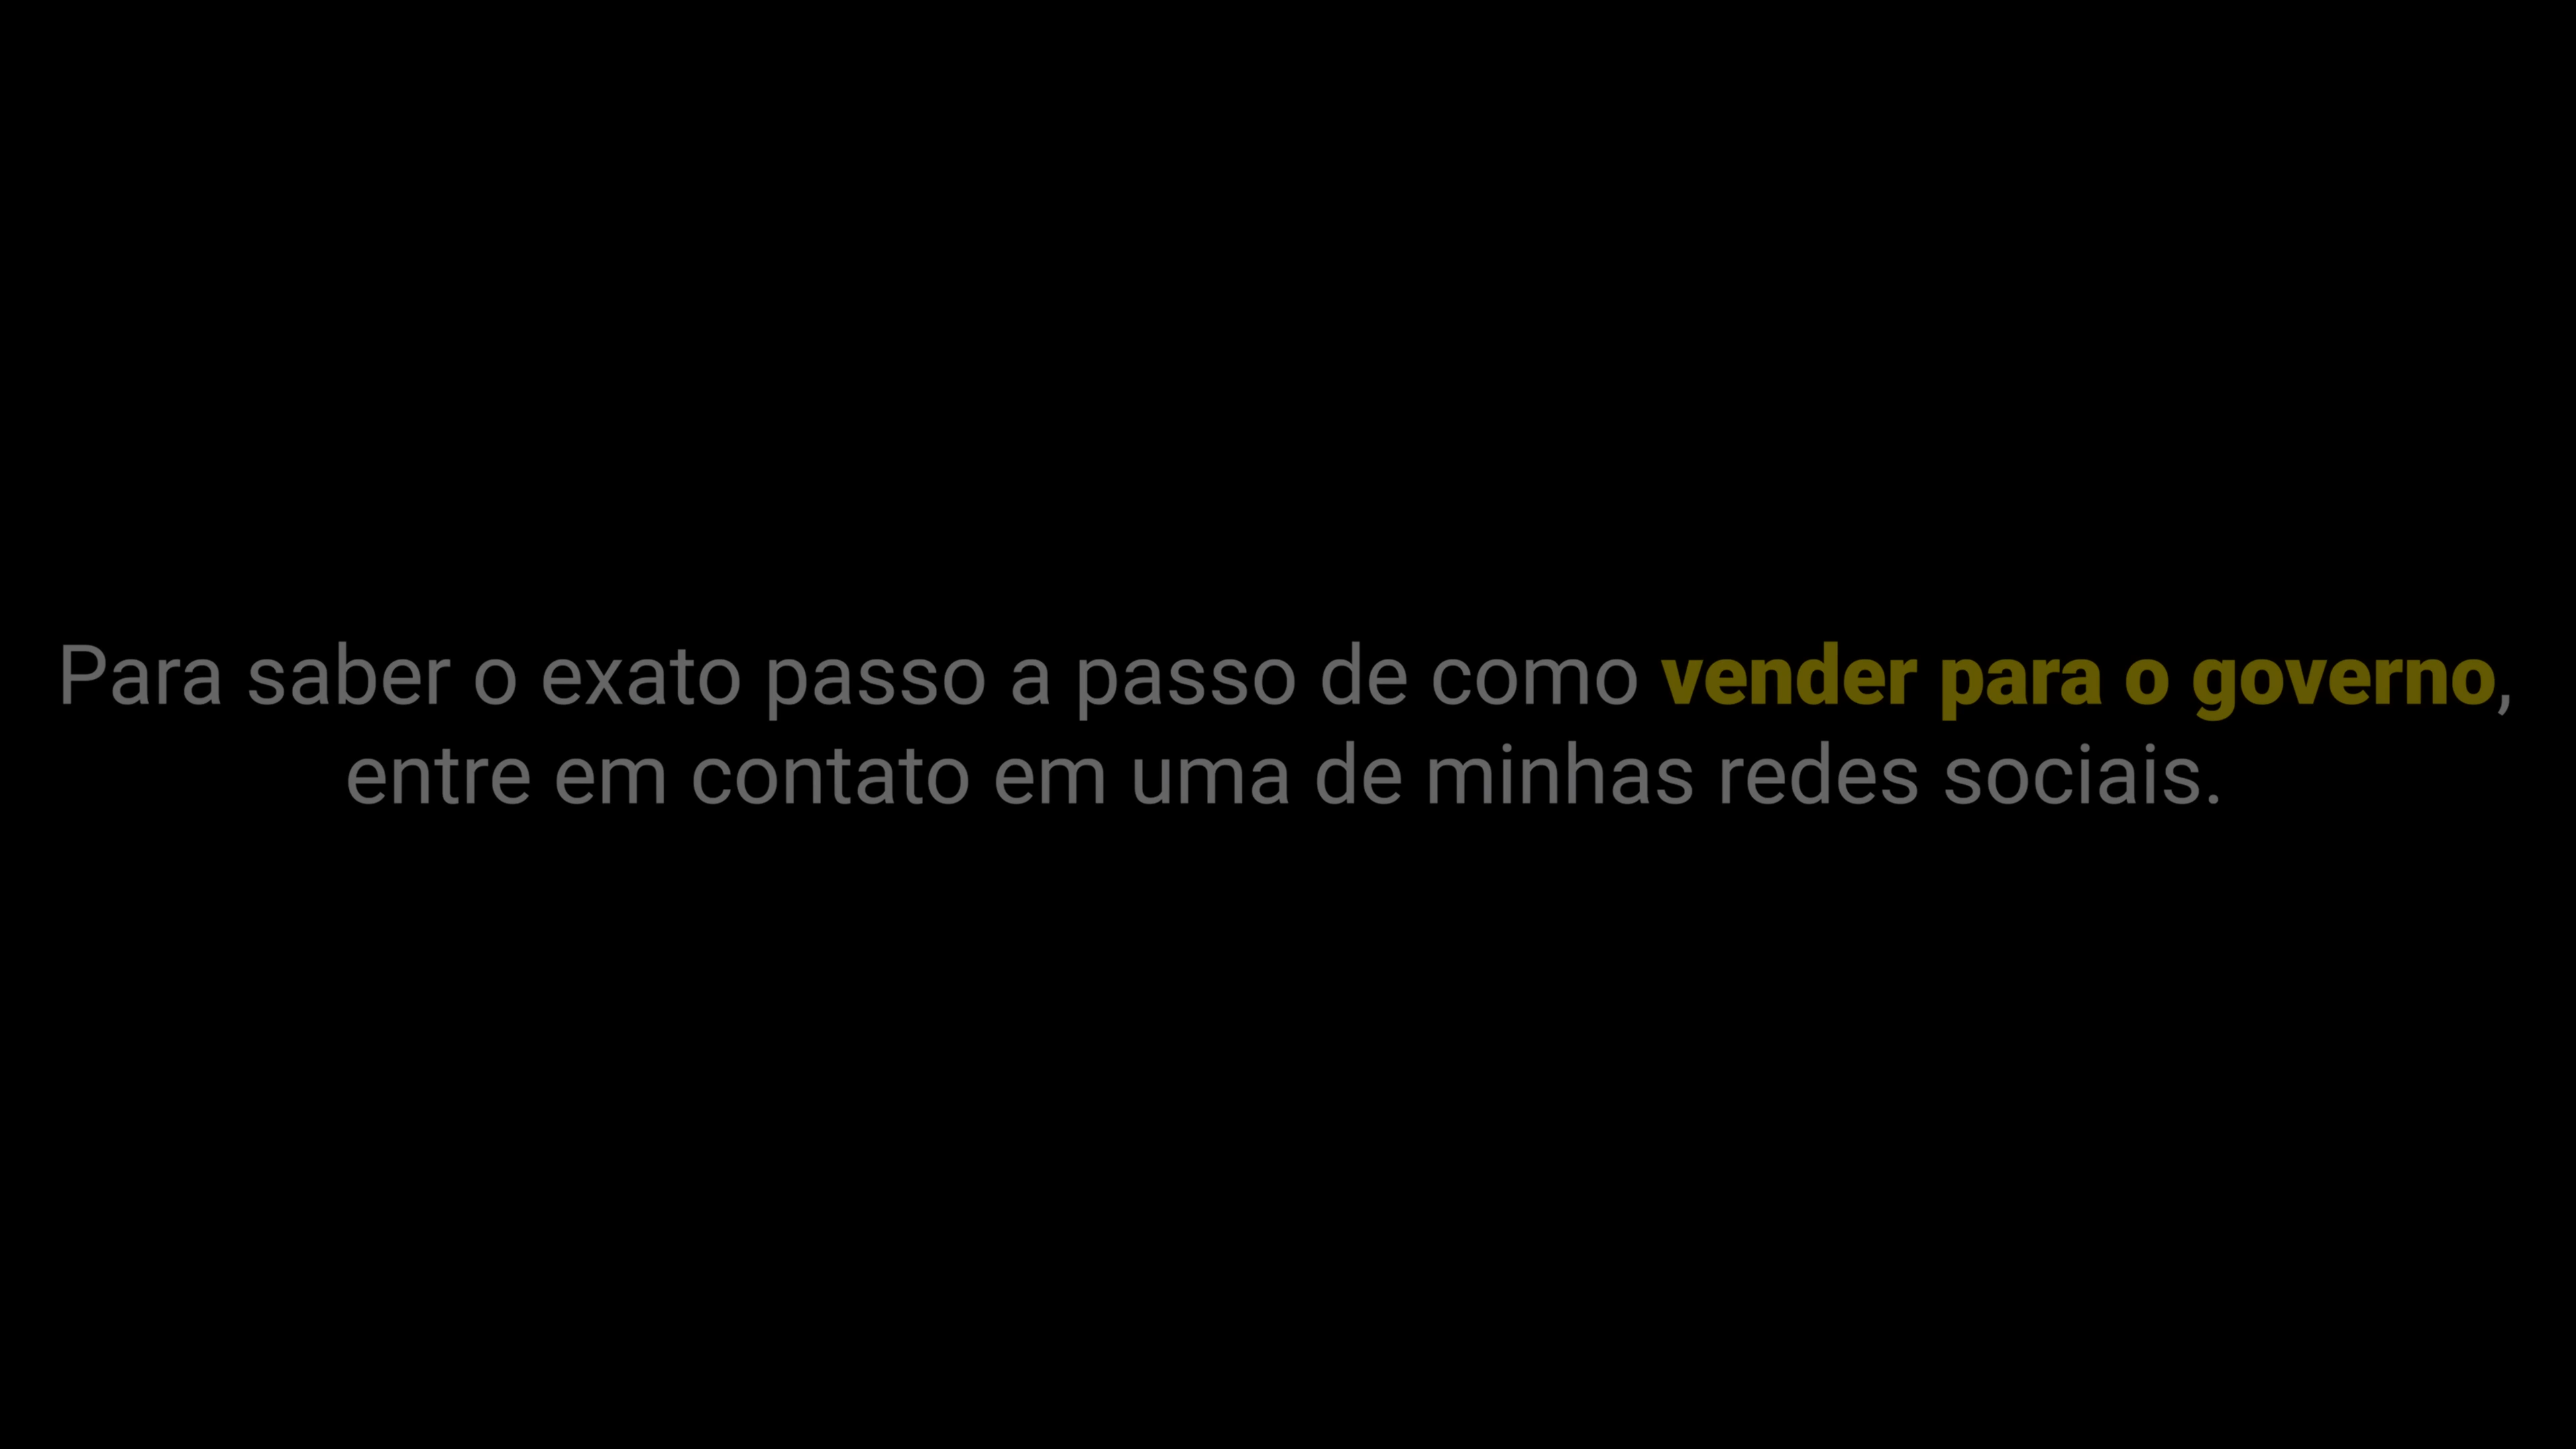 Para saber o exato passo a passo de como vender para o governo,
entre em contato em uma de minhas redes sociais.